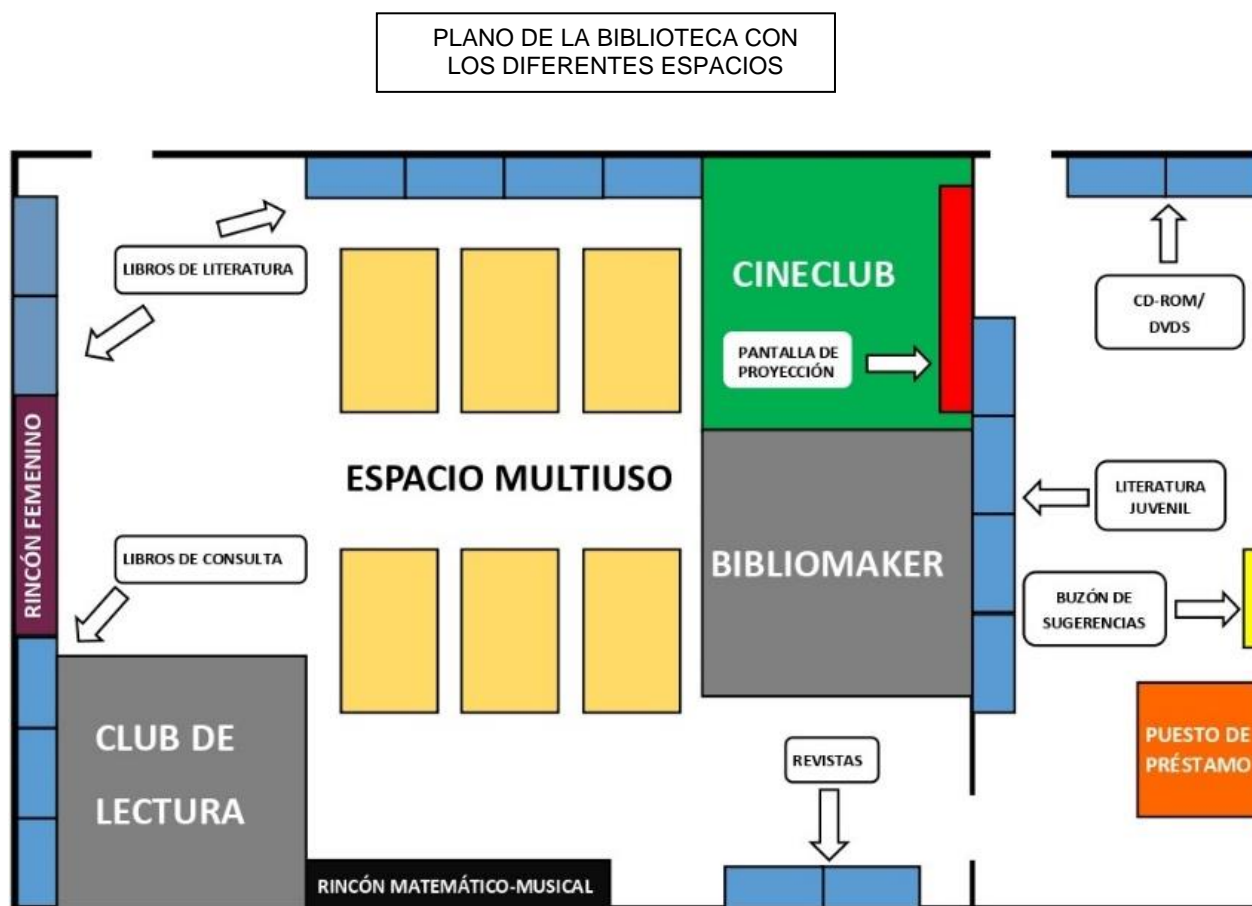 PLANO DE LA BIBLIOTECA CON
LOS DIFERENTES ESPACIOS
LIBROS DE LITERATURA
CINECLUB
PANTALLA DE
PROYECCIÓN
CD-ROM/
DVDS
RINCÓN FEMENINO
ESPACIO MULTIUSO
LITERATURA
JUVENIL
LIBROS DE CONSULTA
BIBLIOMAKER
BUZÓN DE
SUGERENCIAS
CLUB DE
LECTURA
REVISTAS
PUESTO DE
PRÉSTAMO
RINCÓN MATEMÁTICO-MUSICAL